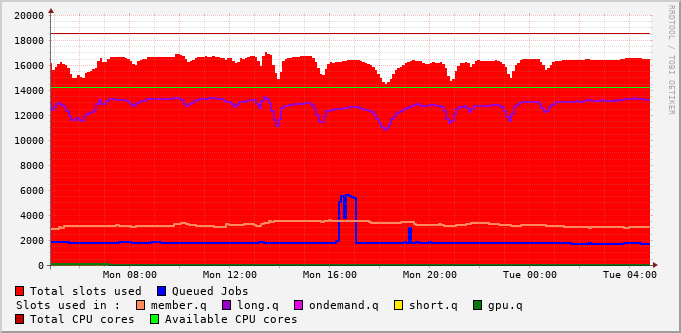 RRDTOOL / TOBI OETIKER
20000
18000
16000
14000
12000
10000
8000
6000
4000
2000
0
Mon 08:00 Mon 12:00 Mon 16:00 Mon 20:00 Tue 00:00 Tue 04:00
Total slots used Queued Jobs
Slots used in : member.q long.q ondemand.q short.q gpu.q
Total CPU cores Available CPU cores